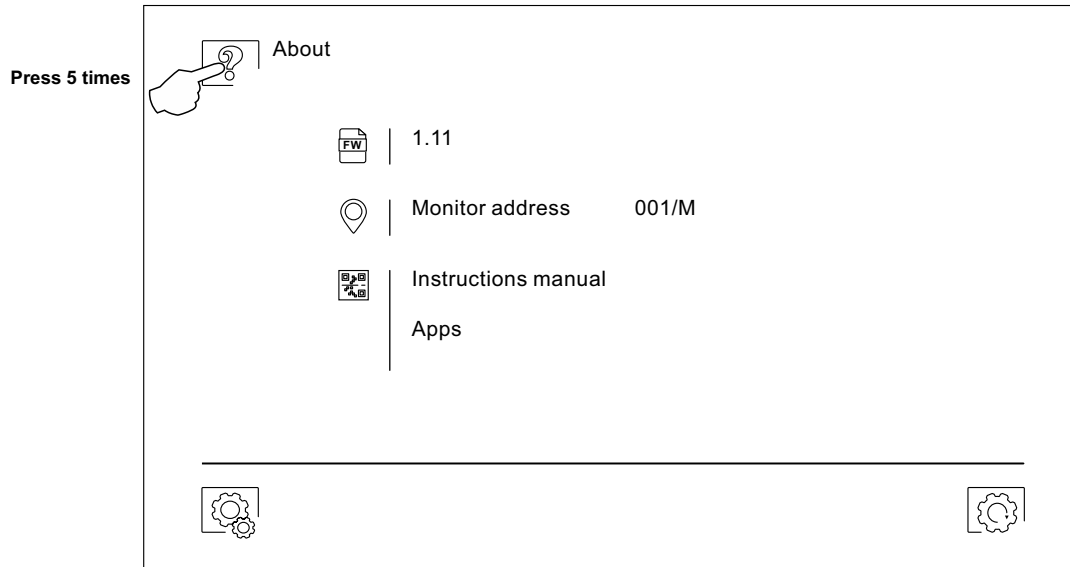 About
Press 5 times
FW
1.11
Monitor address 001/M
Instructions manual
Apps